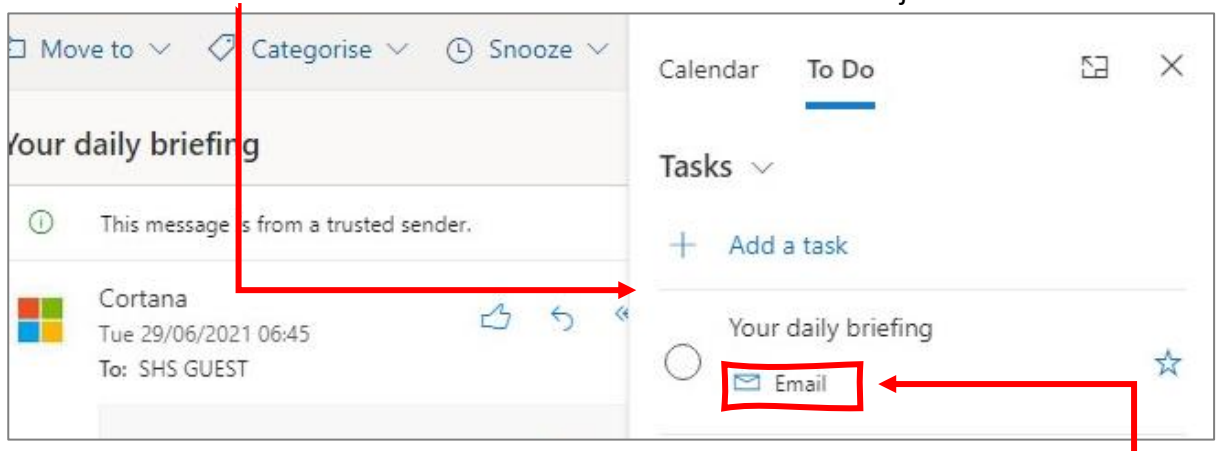 Move to Categorise Snooze
Your daily briefing
This message is from a trusted sender.
Cortana
Tue 29/06/2021 06:45
To: SHS GUEST
Calendar To Do
Tasks
Add a task
Your daily briefing
Email